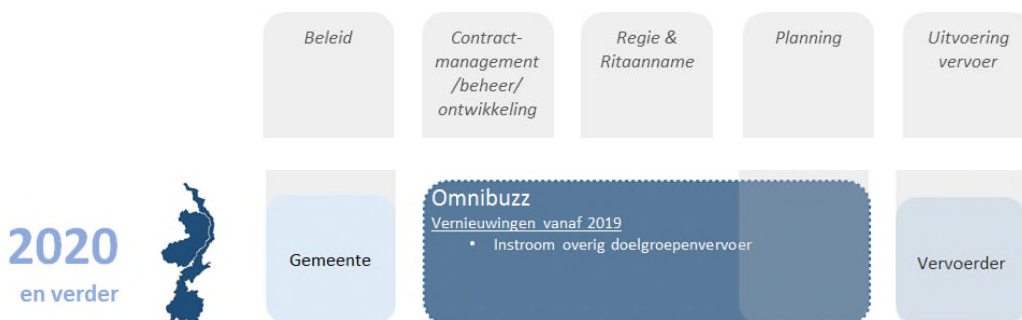 Beleid
Contract-
management
/beheer/
ontwikkeling
Regie &
Ritaanname
Planning
Uitvoering
vervoer
2020
en verder
Gemeente
Omnibuzz
Vernieuwingen vanaf 2019
• Instroom overig doelgroepenvervoer
Vervoerder